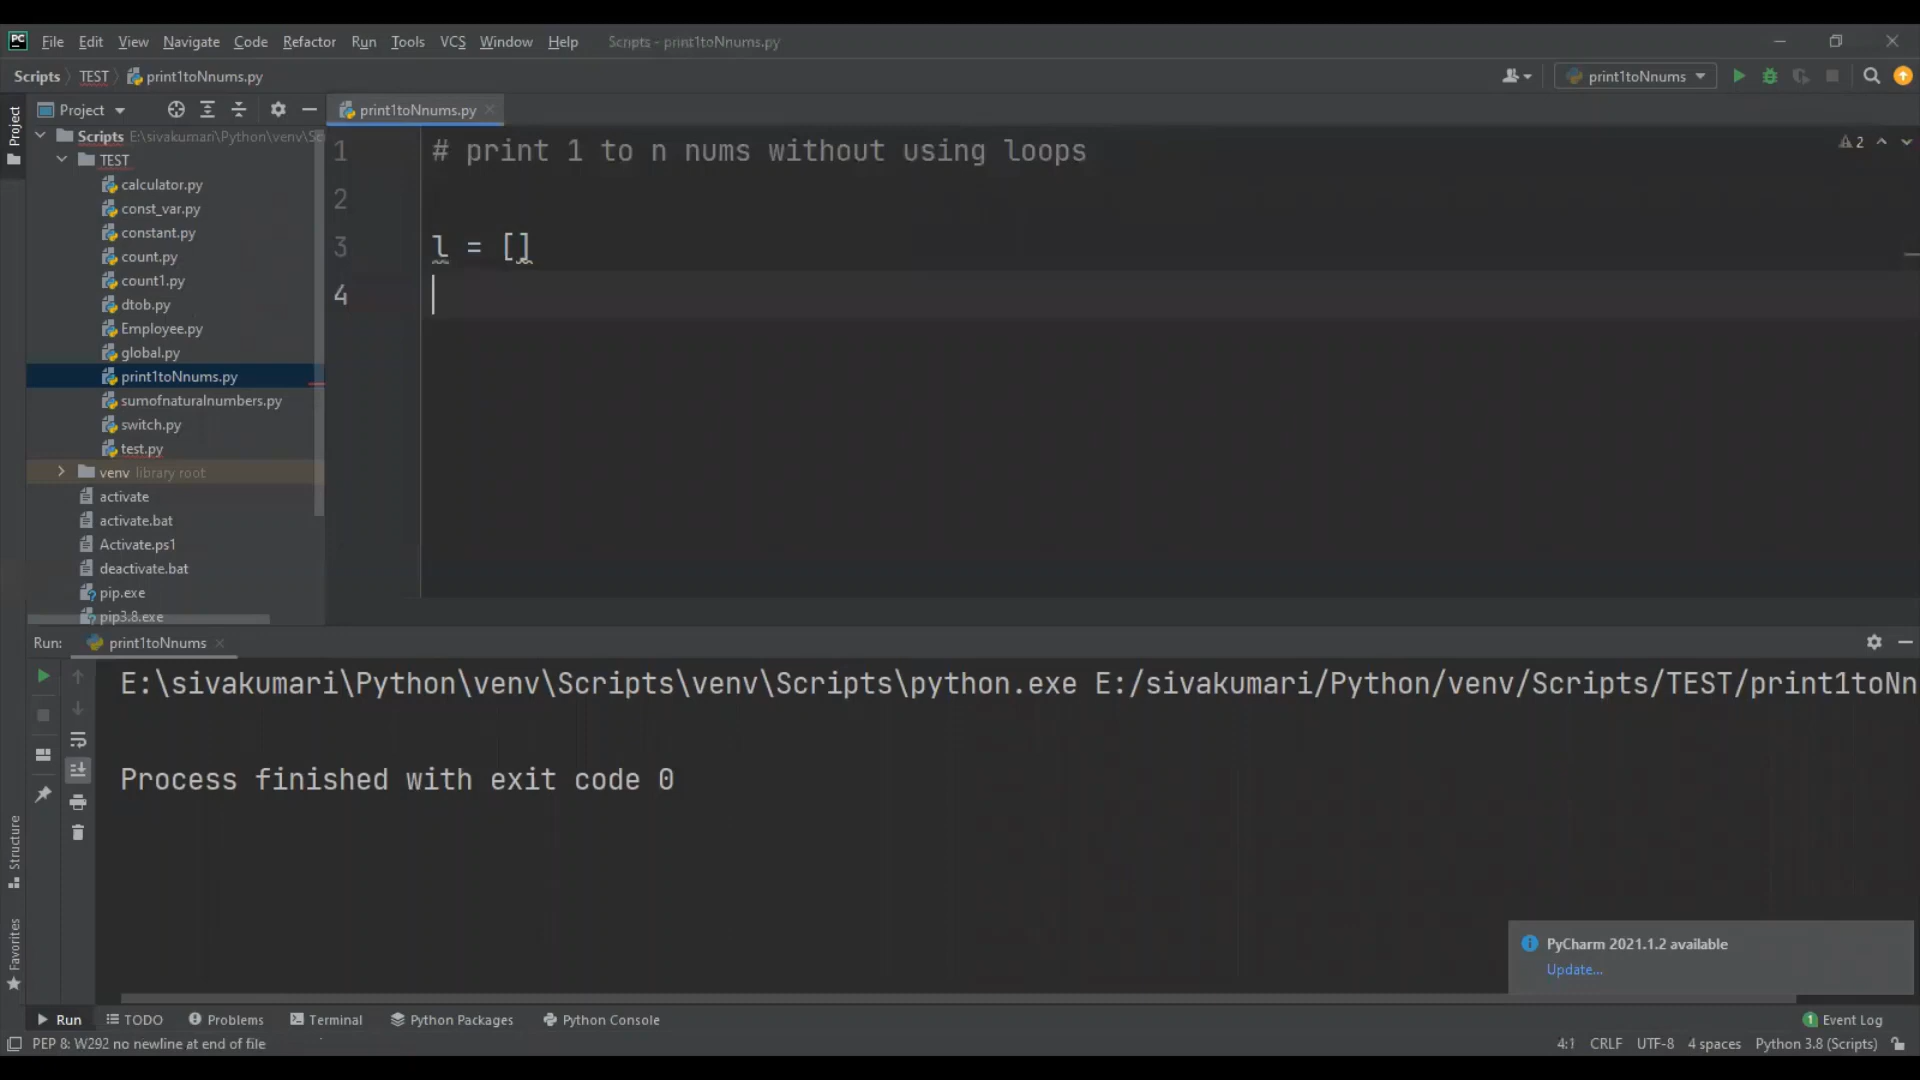 PC File Edit View Navigate Code Refactor Run Tools VCS Window Help Scripts - print1toNnums.py
Scripts TEST print1toNnums.py print1toNnums
Project Project print1toNnums.py
Scripts E:\sivakumari\Python\venv\Sc
TEST
calculator.py
const_var.py
constant.py
count.py
count1.py
dtob.py
Employee.py
global.py
print1toNnums.py
sumofnaturalnumbers.py
switch.py
test.py
venv library root
activate
activate.bat
Activate.ps1
deactivate.bat
pip.exe
pip3.8.exe
1 # print 1 to n nums without using loops
2
3 l = []
4
2
Run: print1toNnums
E:\sivakumari\Python\venv\Scripts\venv\Scripts\python.exe E:/sivakumari/Python/venv/Scripts/TEST/print1toNn
Process finished with exit code 0
Structure
Favorites
PyCharm 2021.1.2 available
Update...
Run TODO Problems Terminal Python Packages Python Console 1 Event Log
PEP 8: W292 no newline at end of file 4:1 CRLF UTF-8 4 spaces Python 3.8 (Scripts)